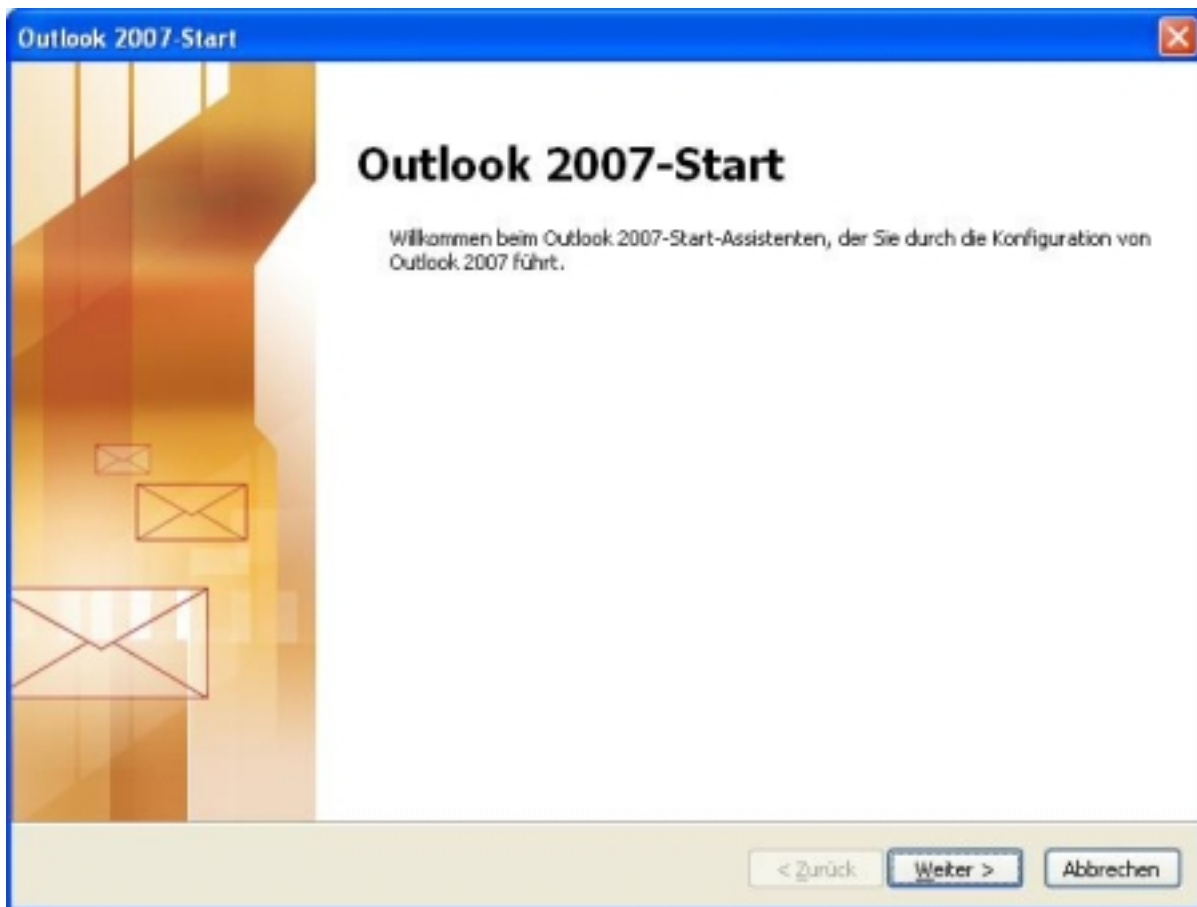 Outlook 2007-Start
Outlook 2007-Start
Willkommen beim Outlook 2007-Start-Assistenten, der Sie durch die Konfiguration von
Outlook 2007 führt.
< Zurück Weiter > Abbrechen